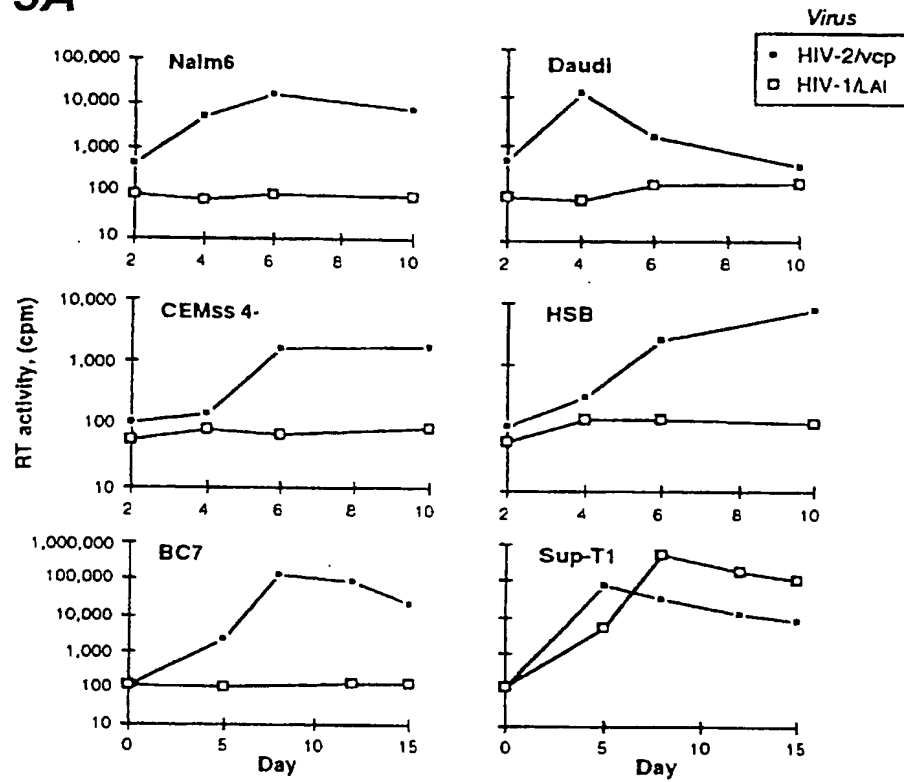 3A
Virus
HIV-2/vcp
HIV-1/LAI
Nalm6
100,000
10,000
1,000
100
10
2 4 6 8 10
Daudi
2 4 6 8 10
RT activity, (cpm)
CEMss 4-
10,000
1,000
100
10
2 4 6 8 10
HSB
2 4 6 8 10
BC7
1,000,000
100,000
10,000
1,000
100
10
0 5 10 15
Day
Sup-T1
0 5 10 15
Day